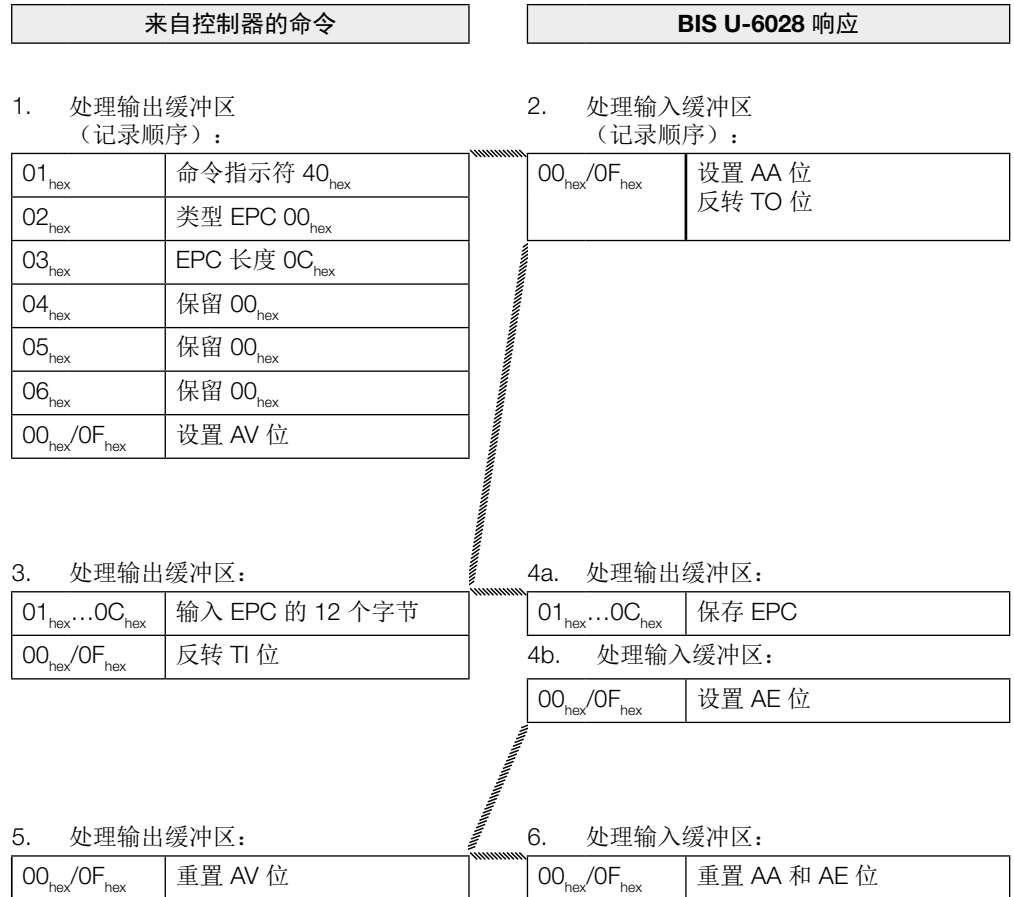 来自控制器的命令
BIS U-6028 响应
1. 处理输出缓冲区
（记录顺序）：
01hex 命令指示符 40hex
02hex 类型 EPC 00hex
03hex EPC 长度 0Chex
04hex 保留 00hex
05hex 保留 00hex
06hex 保留 00hex
00hex/0Fhex 设置 AV 位
2. 处理输入缓冲区
（记录顺序）：
00hex/0Fhex 设置 AA 位
反转 TO 位
3. 处理输出缓冲区：
01hex…0Chex 输入 EPC 的 12 个字节
00hex/0Fhex 反转 TI 位
4a. 处理输出缓冲区：
01hex…0Chex 保存 EPC
4b. 处理输入缓冲区：
00hex/0Fhex 设置 AE 位
5. 处理输出缓冲区：
00hex/0Fhex 重置 AV 位
6. 处理输入缓冲区：
00hex/0Fhex 重置 AA 和 AE 位